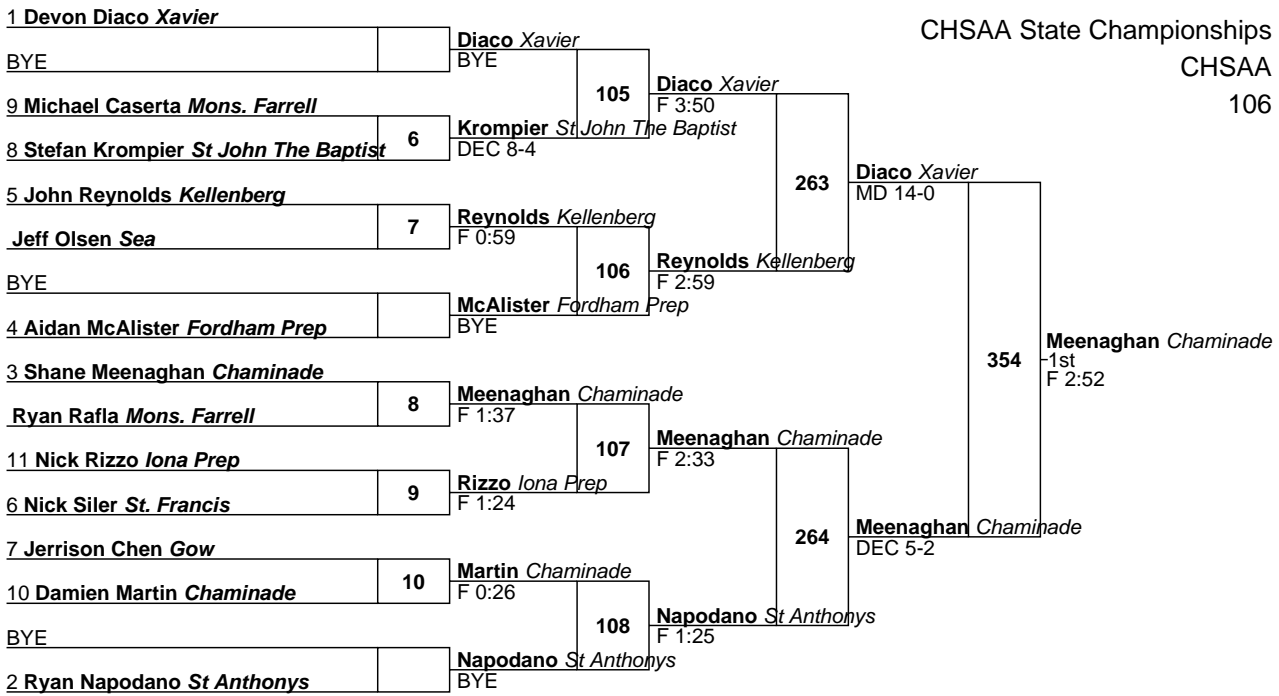 CHSAA State Championships
CHSAA
106
1 Devon Diaco Xavier
BYE
9 Michael Caserta Mons. Farrell
8 Stefan Krompier St John The Baptist
5 John Reynolds Kellenberg
Jeff Olsen Sea
BYE
4 Aidan McAlister Fordham Prep
3 Shane Meenaghan Chaminade
Ryan Rafla Mons. Farrell
11 Nick Rizzo Iona Prep
6 Nick Siler St. Francis
7 Jerrison Chen Gow
10 Damien Martin Chaminade
BYE
2 Ryan Napodano St Anthonys
6
7
8
9
10
Diaco Xavier
BYE
Krompier St John The Baptist
DEC 8-4
Reynolds Kellenberg
F 0:59
McAlister Fordham Prep
BYE
Meenaghan Chaminade
F 1:37
Rizzo Iona Prep
F 1:24
Martin Chaminade
F 0:26
Napodano St Anthonys
BYE
105
106
107
108
Diaco Xavier
F 3:50
Reynolds Kellenberg
F 2:59
Meenaghan Chaminade
F 2:33
Napodano St Anthonys
F 1:25
263
264
Diaco Xavier
MD 14-0
Meenaghan Chaminade
DEC 5-2
354
Meenaghan Chaminade
1st
F 2:52